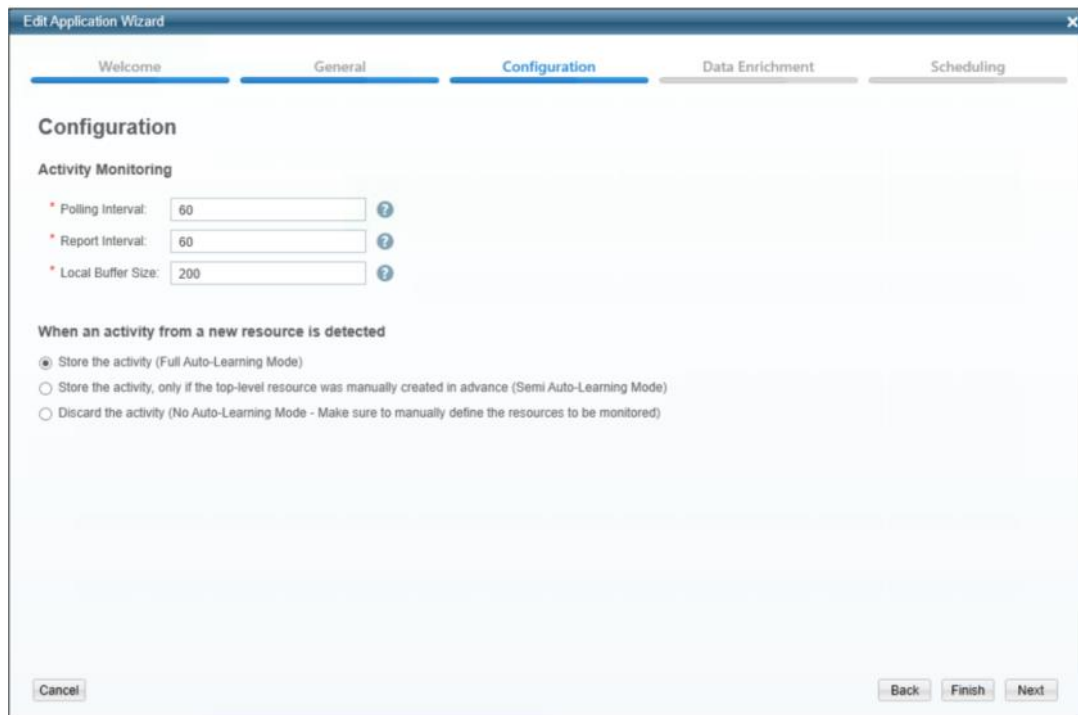 Edit Application Wizard
Welcome General Configuration Data Enrichment Scheduling
Configuration
Activity Monitoring
* Polling Interval: 60 ?
* Report Interval: 60 ?
* Local Buffer Size: 200 ?
When an activity from a new resource is detected
Store the activity (Full Auto-Learning Mode)
Store the activity, only if the top-level resource was manually created in advance (Semi Auto-Learning Mode)
Discard the activity (No Auto-Learning Mode - Make sure to manually define the resources to be monitored)
Cancel Back Finish Next